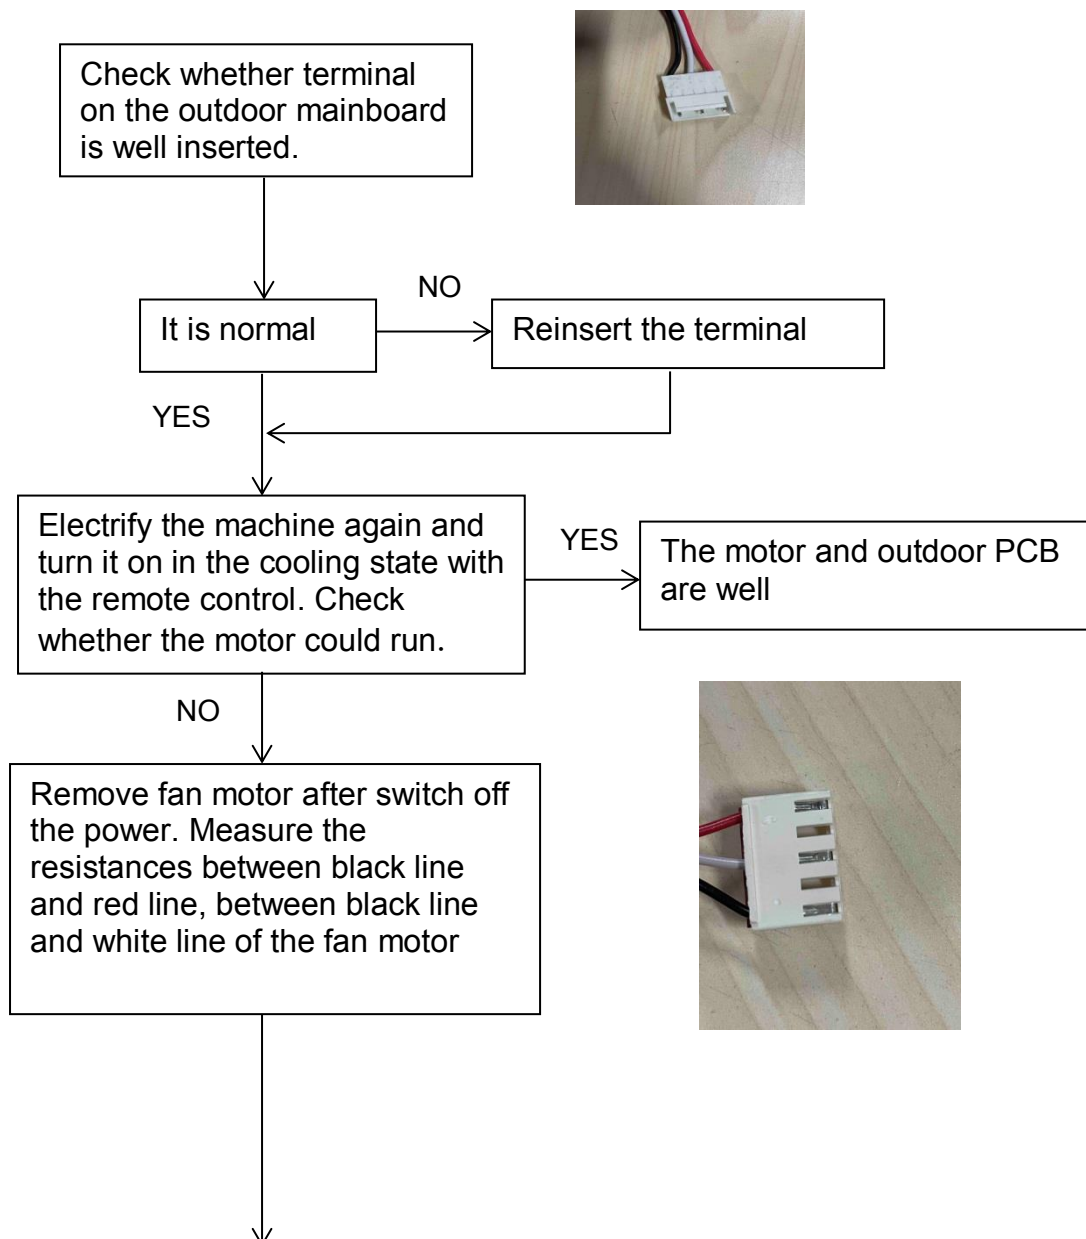 Check whether terminal
on the outdoor mainboard
is well inserted.
NO
It is normal
Reinsert the terminal
YES
Electrify the machine again and
turn it on in the cooling state with
the remote control. Check
whether the motor could run.
YES
The motor and outdoor PCB
are well
NO
Remove fan motor after switch off
the power. Measure the
resistances between black line
and red line, between black line
and white line of the fan motor